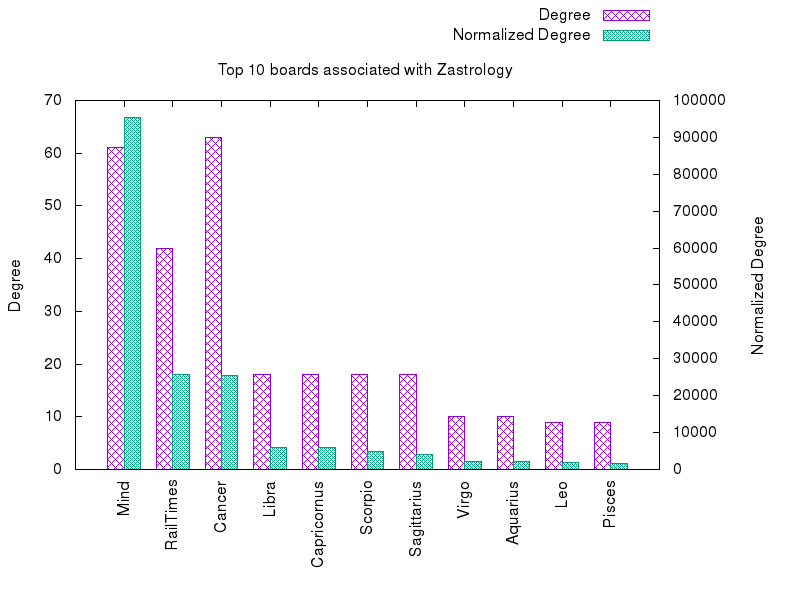 Degree
Normalized Degree
Top 10 boards associated with Zastrology
70
60
50
40
30
20
10
0
100000
90000
80000
70000
60000
50000
40000
30000
20000
10000
0
Degree
Normalized Degree
Mind
RailTimes
Cancer
Libra
Capricornus
Scorpio
Sagittarius
Virgo
Aquarius
Leo
Pisces